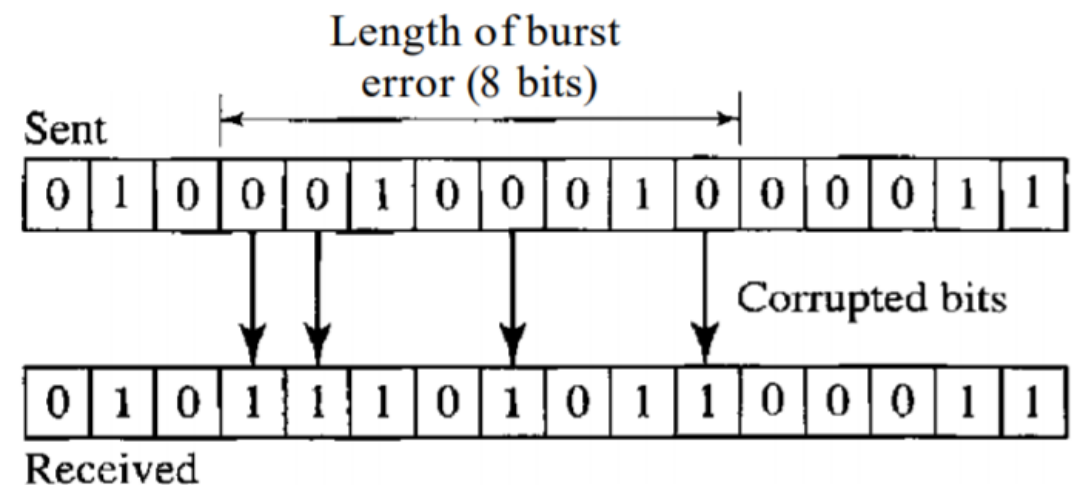 Length of burst
error (8 bits)
Sent
0 1 0 0 0 1 0 0 0 1 0 0 0 0 1 1
Corrupted bits
0 1 0 1 1 1 0 1 0 1 1 0 0 0 1 1
Received